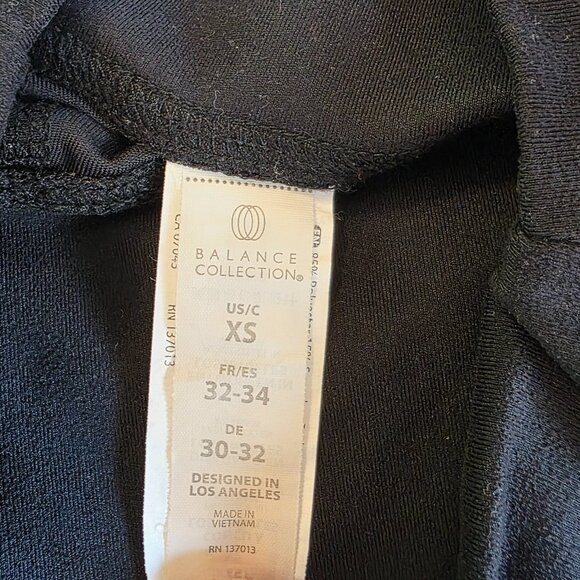 BALANCE
COLLECTION®
US/C
XS
FR/ES
32-34
DE
30-32
DESIGNED IN
LOS ANGELES
MADE IN
VIETNAM
RN 137013
RN 137013